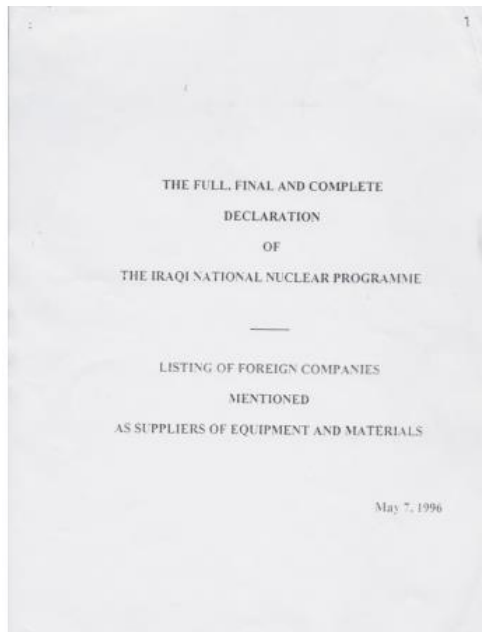 THE FULL, FINAL AND COMPLETE
DECLARATION
OF
THE IRAQI NATIONAL NUCLEAR PROGRAMME
LISTING OF FOREIGN COMPANIES
MENTIONED
AS SUPPLIERS OF EQUIPMENT AND MATERIALS
May 7, 1996